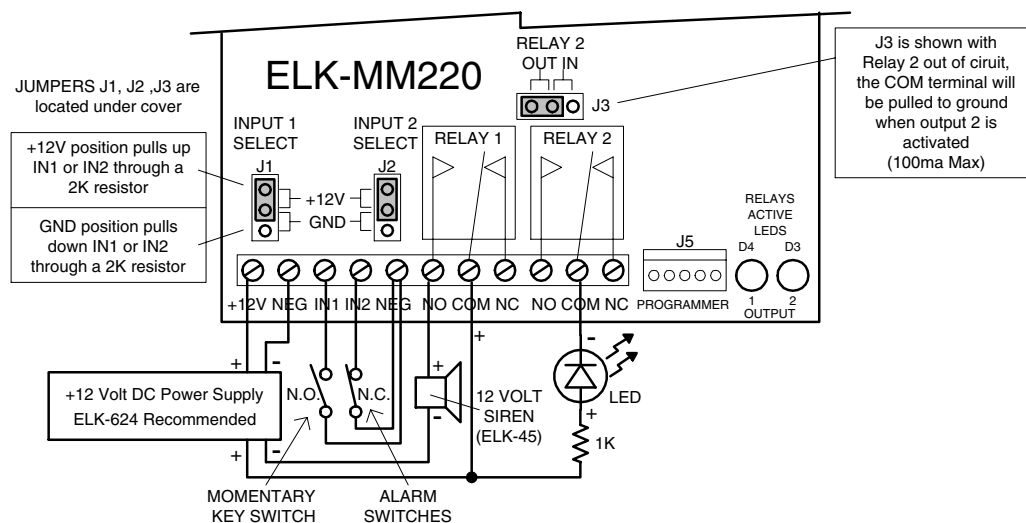 ELK-MM220
RELAY 2
OUT IN
J3
J3 is shown with
Relay 2 out of ciruit,
the COM terminal will
be pulled to ground
when output 2 is
activated
(100ma Max)
JUMPERS J1, J2 ,J3 are
located under cover
+12V position pulls up
IN1 or IN2 through a
2K resistor
GND position pulls
down IN1 or IN2
through a 2K resistor
INPUT 1
SELECT
J1
INPUT 2
SELECT
J2
+12V
GND
RELAY 1
RELAY 2
RELAYS
ACTIVE
LEDS
D4 D3
J5
PROGRAMMER
1 2
OUTPUT
+12V NEG IN1 IN2 NEG NO COM NC NO COM NC
+ -
+12 Volt DC Power Supply
ELK-624 Recommended
+ -
N.O.
N.C.
+
-
+
12 VOLT
SIREN
(ELK-45)
-
LED
+
1K
MOMENTARY
KEY SWITCH
ALARM
SWITCHES